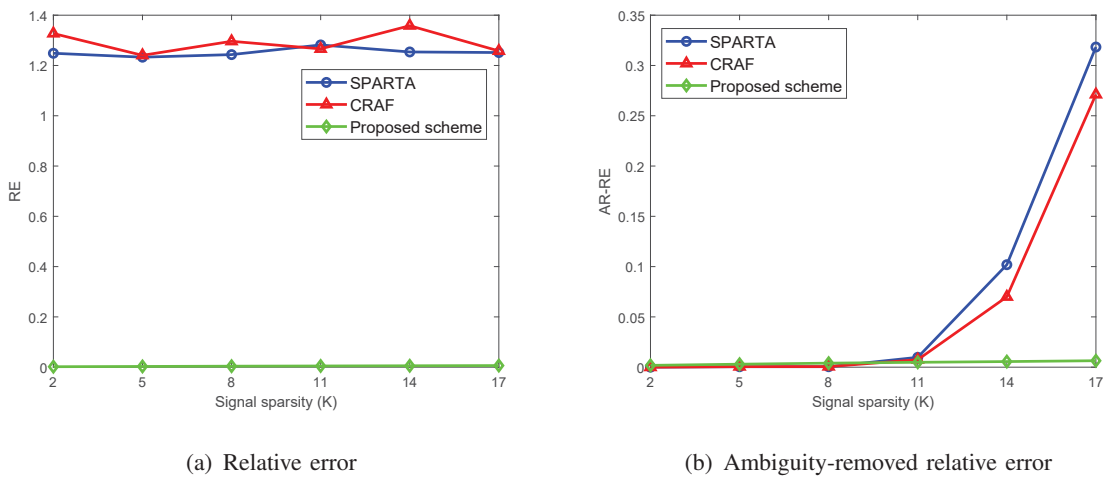 1.4
1.2
1
0.8
0.6
0.4
0.2
0
RE
SPARTA
CRAF
Proposed scheme
2 5 8 11 14 17
Signal sparsity (K)
(a) Relative error
0.35
0.3
0.25
0.2
0.15
0.1
0.05
0
AR-RE
SPARTA
CRAF
Proposed scheme
2 5 8 11 14 17
Signal sparsity (K)
(b) Ambiguity-removed relative error